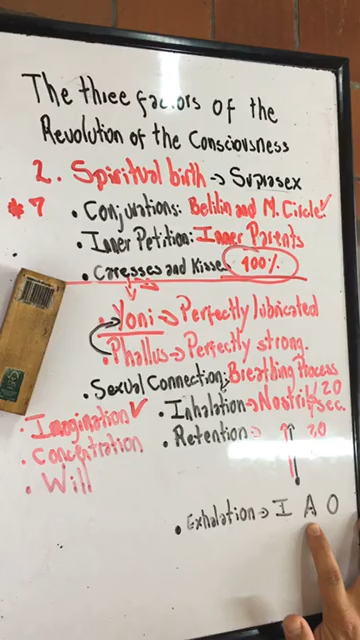 The three factors of the
Revolution of the Consciousness
2. Spiritual birth → Suprasex
*7 • Conjurations: Belilin and M. Circle ✓
• Inner Petition: Inner Parents
• Caresses and Kisses 100%
Yoni → Perfectly lubricated
Phallus → Perfectly strong.
• Sexual Connection: Breathing Process
• Inhalation → Nostril 20 sec.
• Retention → 20
• Imagination ✓
• Concentration
• Will
• Exhalation → I A O